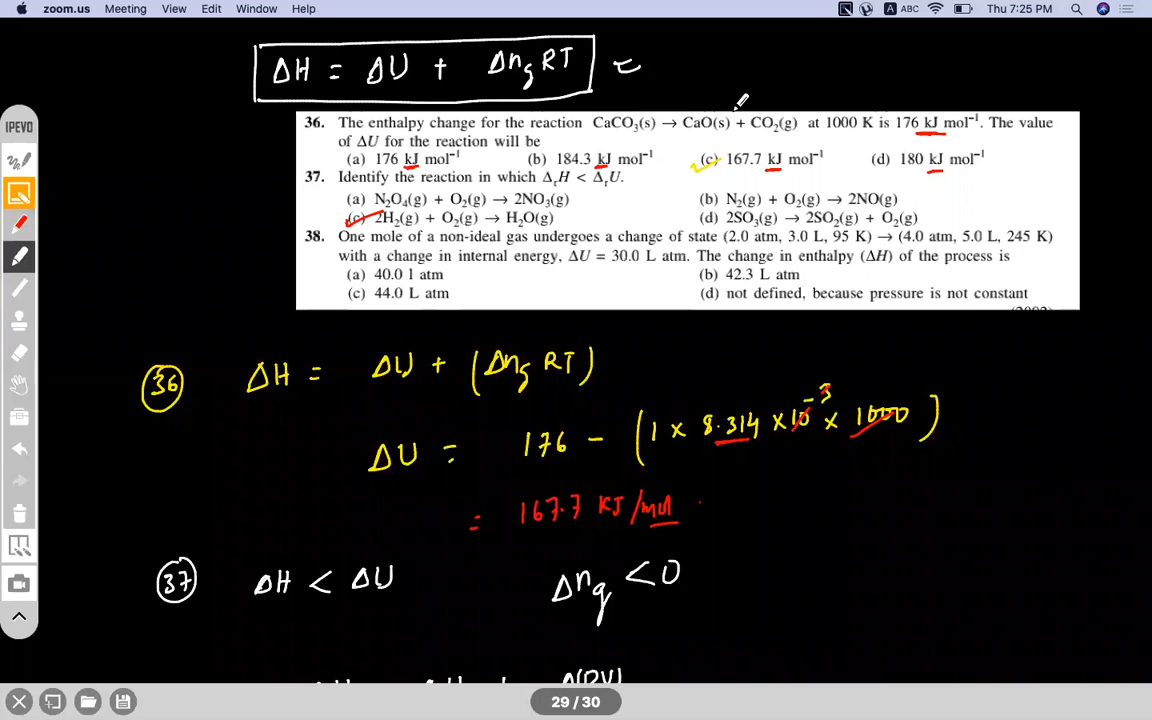 zoom.us Meeting View Edit Window Help ABC Thu 7:25 PM
ΔH = ΔU + Δn_g RT
IPEVO
36. The enthalpy change for the reaction CaCO₃(s) → CaO(s) + CO₂(g) at 1000 K is 176 kJ mol⁻¹. The value
of ΔU for the reaction will be
(a) 176 kJ mol⁻¹ (b) 184.3 kJ mol⁻¹ (c) 167.7 kJ mol⁻¹ (d) 180 kJ mol⁻¹
37. Identify the reaction in which ΔᵣH < ΔᵣU.
(a) N₂O₄(g) + O₂(g) → 2NO₃(g) (b) N₂(g) + O₂(g) → 2NO(g)
(c) 2H₂(g) + O₂(g) → H₂O(g) (d) 2SO₃(g) → 2SO₂(g) + O₂(g)
38. One mole of a non-ideal gas undergoes a change of state (2.0 atm, 3.0 L, 95 K) → (4.0 atm, 5.0 L, 245 K)
with a change in internal energy, ΔU = 30.0 L atm. The change in enthalpy (ΔH) of the process is
(a) 40.0 l atm (b) 42.3 L atm
(c) 44.0 L atm (d) not defined, because pressure is not constant
36 ΔH = ΔU + (Δn_g RT)
ΔU = 176 - (1 × 8.314 × 10⁻³ × 1000)
= 167.7 KJ/mol
37 ΔH < ΔU Δn_g < 0
29 / 30